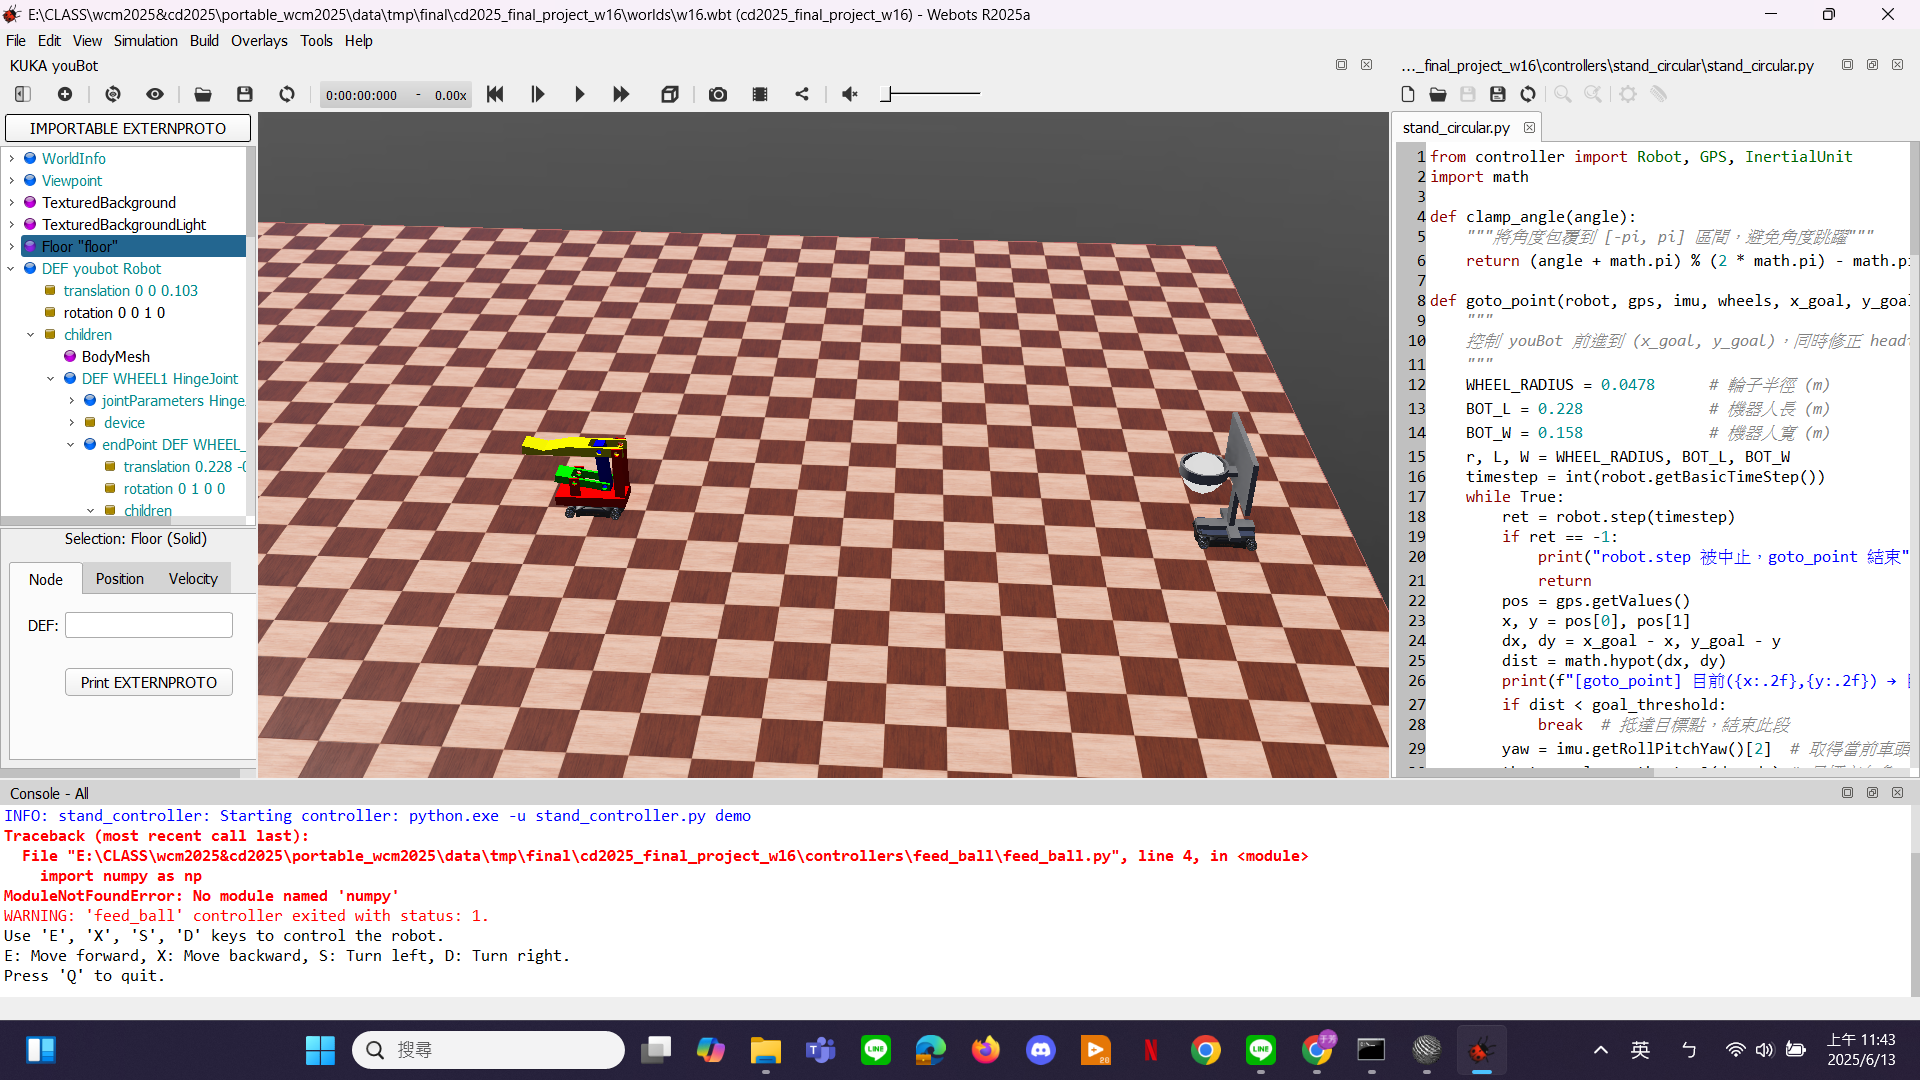 E:\CLASS\wcm2025&cd2025\portable_wcm2025\data\tmp\final\cd2025_final_project_w16\worlds\w16.wbt (cd2025_final_project_w16) - Webots R2025a
File Edit View Simulation Build Overlays Tools Help
KUKA youBot
0:00:00:000 - 0.00x
IMPORTABLE EXTERNPROTO
WorldInfo
Viewpoint
TexturedBackground
TexturedBackgroundLight
Floor "floor"
DEF youbot Robot
translation 0 0 0.103
rotation 0 0 1 0
children
BodyMesh
DEF WHEEL1 HingeJoint
jointParameters Hinge
device
endPoint DEF WHEEL_
translation 0.228 -0
rotation 0 1 0 0
children
Selection: Floor (Solid)
Node Position Velocity
DEF:
Print EXTERNPROTO
..._final_project_w16\controllers\stand_circular\stand_circular.py
stand_circular.py
1 from controller import Robot, GPS, InertialUnit
2 import math
3
4 def clamp_angle(angle):
5 """將角度包覆到 [-pi, pi] 區間，避免角度跳躍"""
6 return (angle + math.pi) % (2 * math.pi) - math.pi
7
8 def goto_point(robot, gps, imu, wheels, x_goal, y_goal
9 """
10 控制 youBot 前進到 (x_goal, y_goal)，同時修正 head
11 """
12 WHEEL_RADIUS = 0.0478 # 輪子半徑 (m)
13 BOT_L = 0.228 # 機器人長 (m)
14 BOT_W = 0.158 # 機器人寬 (m)
15 r, L, W = WHEEL_RADIUS, BOT_L, BOT_W
16 timestep = int(robot.getBasicTimeStep())
17 while True:
18 ret = robot.step(timestep)
19 if ret == -1:
20 print("robot.step 被中止，goto_point 結束"
21 return
22 pos = gps.getValues()
23 x, y = pos[0], pos[1]
24 dx, dy = x_goal - x, y_goal - y
25 dist = math.hypot(dx, dy)
26 print(f"[goto_point] 目前({x:.2f},{y:.2f}) →
27 if dist < goal_threshold:
28 break # 抵達目標點，結束此段
29 yaw = imu.getRollPitchYaw()[2] # 取得當前車頭
Console - All
INFO: stand_controller: Starting controller: python.exe -u stand_controller.py demo
Traceback (most recent call last):
File "E:\CLASS\wcm2025&cd2025\portable_wcm2025\data\tmp\final\cd2025_final_project_w16\controllers\feed_ball\feed_ball.py", line 4, in <module>
import numpy as np
ModuleNotFoundError: No module named 'numpy'
WARNING: 'feed_ball' controller exited with status: 1.
Use 'E', 'X', 'S', 'D' keys to control the robot.
E: Move forward, X: Move backward, S: Turn left, D: Turn right.
Press 'Q' to quit.
搜尋
英
ㄅ
上午 11:43
2025/6/13